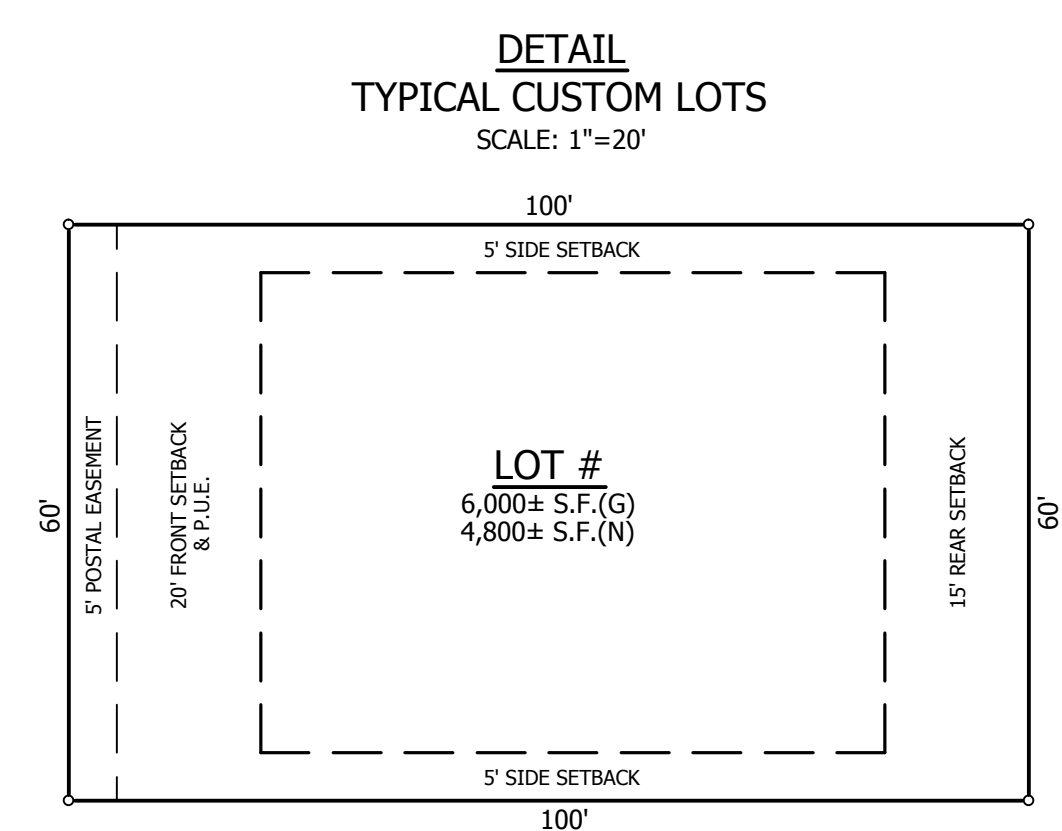 DETAIL
TYPICAL CUSTOM LOTS
SCALE: 1"=20'
100'
5' SIDE SETBACK
60'
5' POSTAL EASEMENT
20' FRONT SETBACK
& P.U.E.
LOT #
6,000± S.F.(G)
4,800± S.F.(N)
15' REAR SETBACK
60'
5' SIDE SETBACK
100'